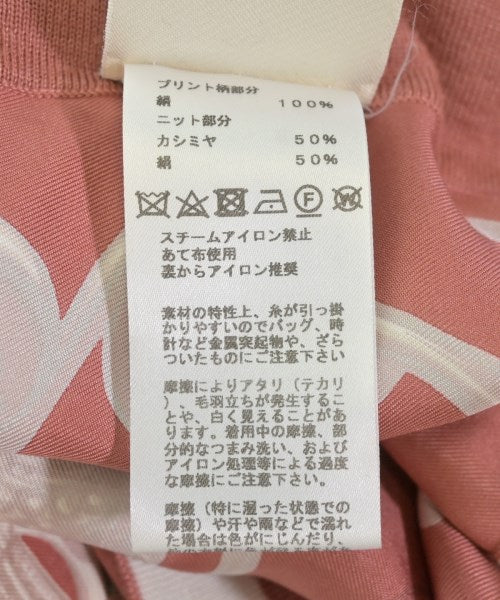 プリント柄部分
絹 100%
ニット部分
カシミヤ 50%
絹 50%
F W
スチームアイロン禁止
あて布使用
裏からアイロン推奨
素材の特性上、糸が引っ掛
かりやすいのでバッグ、時
計など金属突起物や、ざら
ついたものにご注意下さい
摩擦によりアタリ(テカリ
)、毛羽立ちが発生するこ
とや、白く見えることがあ
ります。着用中の摩擦、部
分的なつまみ洗い、および
アイロン処理等による過度
な摩擦にご注意下さい。
摩擦(特に湿った状態での
摩擦)や汗や雨などで濡れ
た場合は色がにじんだり、